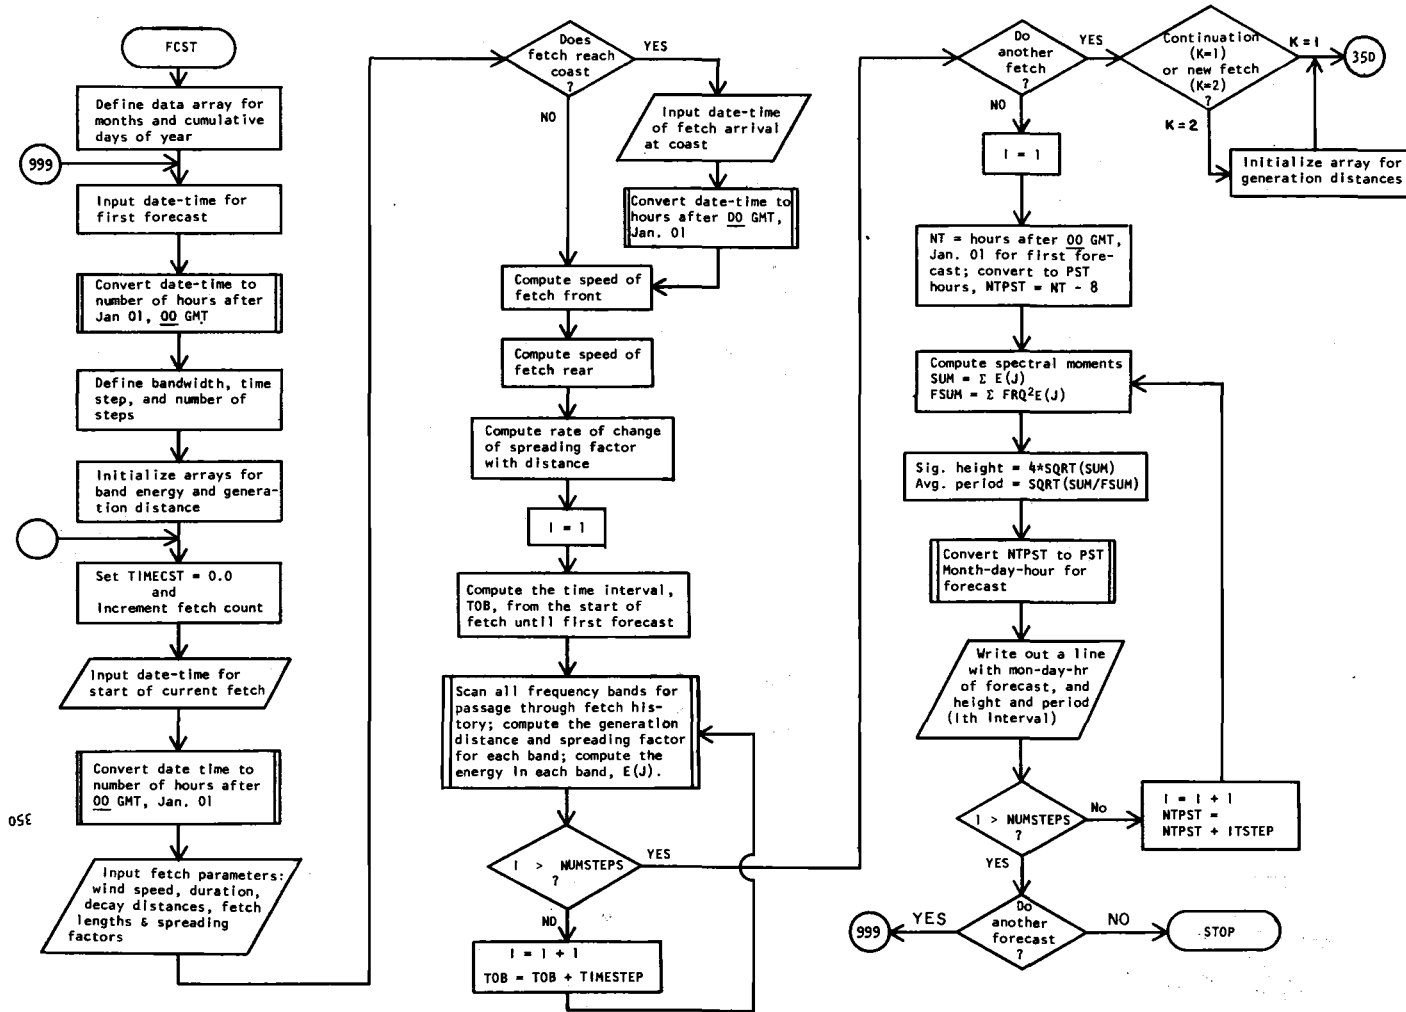 FCST
Define data array for
months and cumulative
days of year
999
Input date-time for
first forecast
Convert date-time to
number of hours after
Jan 01, 00 GMT
Define bandwidth, time
step, and number of
steps
Initialize arrays for
band energy and genera-
tion distance
Set TIMECST = 0.0
and
Increment fetch count
Input date-time for
start of current fetch
Convert date time to
number of hours after
00 GMT, Jan. 01
350
Input fetch parameters:
wind speed, duration,
decay distances, fetch
lengths & spreading
factors
Does
fetch reach
coast
?
YES
NO
Input date-time
of fetch arrival
at coast
Convert date-time to
hours after 00 GMT,
Jan. 01
Compute speed of
fetch front
Compute speed of
fetch rear
Compute rate of change
of spreading factor
with distance
I = 1
Compute the time interval,
TOB, from the start of
fetch until first forecast
Scan all frequency bands for
passage through fetch his-
tory; compute the generation
distance and spreading factor
for each band; compute the
energy in each band, E(J).
I > NUMSTEPS
?
YES
NO
I = I + 1
TOB = TOB + TIMESTEP
Do
another
fetch
?
YES
NO
Continuation
(K=1)
or new fetch
(K=2)
?
K=1
350
K=2
Initialize array for
generation distances
I = 1
NT = hours after 00 GMT,
Jan. 01 for first fore-
cast; convert to PST
hours, NTPST = NT - 8
Compute spectral moments
SUM = Σ E(J)
FSUM = Σ FRQ²E(J)
Sig. height = 4*SQRT(SUM)
Avg. period = SQRT(SUM/FSUM)
Convert NTPST to PST
Month-day-hour for
forecast
Write out a line
with mon-day-hr
of forecast, and
height and period
(Ith interval)
I > NUMSTEPS
?
No
YES
I = I + 1
NTPST =
NTPST + ITSTEP
Do
another
forecast
?
YES
999
NO
STOP